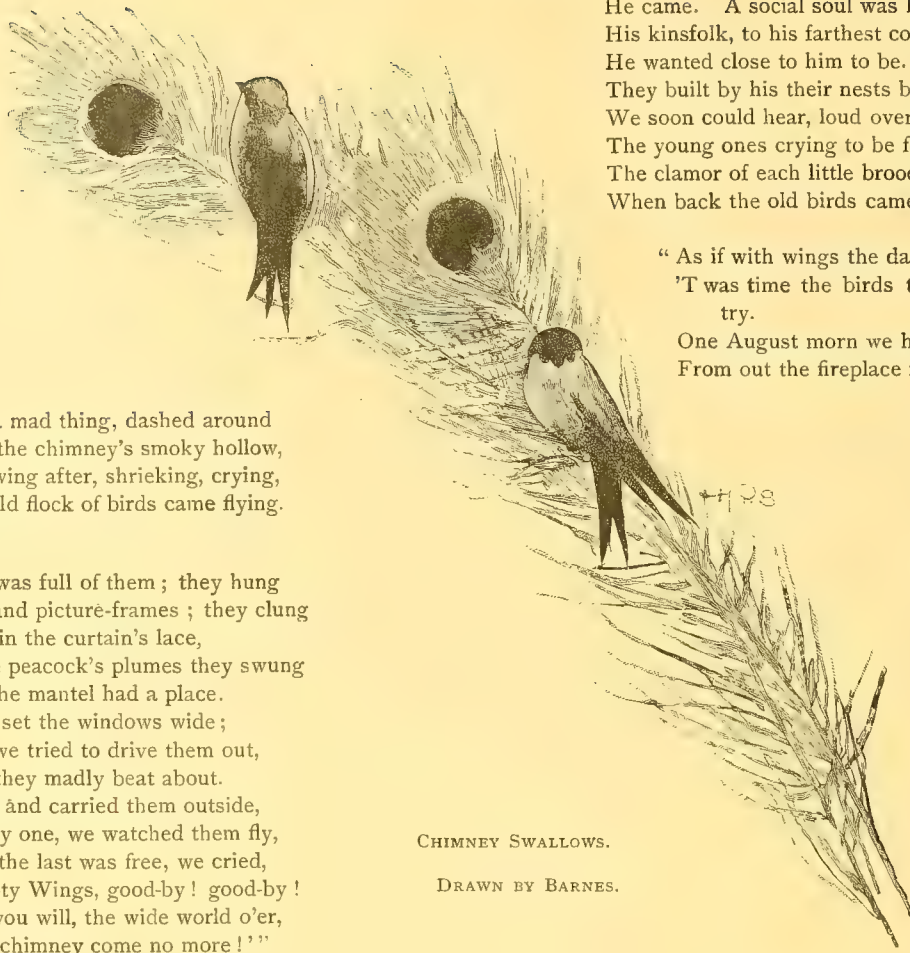 He came. A social soul was
His kinsfolk, to his farthest
He wanted close to him to be.
They built by his their nests
We soon could hear, loud over
The young ones crying to be
The clamor of each little
When back the old birds came
“ As if with wings the
’T was time the birds
try.
One August morn we
From out the fireplace
mad thing, dashed around
the chimney’s smoky hollow,
after, shrieking, crying,
flock of birds came flying.
was full of them ; they hung
and picture-frames ; they clung
in the curtain’s lace,
peacock’s plumes they swung
he mantel had a place.
set the windows wide ;
we tried to drive them out,
they madly beat about.
and carried them outside,
y one, we watched them fly,
the last was free, we cried,
ty Wings, good-by ! good-by !
you will, the wide world o’er,
chimney come no more ! ’ ”
CHIMNEY SWALLOWS.
DRAWN BY BARNES.